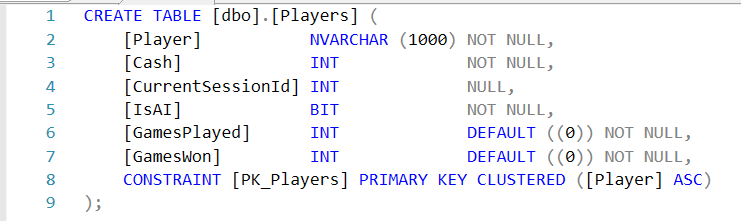 1 CREATE TABLE [dbo].[Players] (
2     [Player]           NVARCHAR (1000) NOT NULL,
3     [Cash]             INT             NOT NULL,
4     [CurrentSessionId] INT             NULL,
5     [IsAI]             BIT             NOT NULL,
6     [GamesPlayed]      INT             DEFAULT ((0)) NOT NULL,
7     [GamesWon]         INT             DEFAULT ((0)) NOT NULL,
8     CONSTRAINT [PK_Players] PRIMARY KEY CLUSTERED ([Player] ASC)
9 );